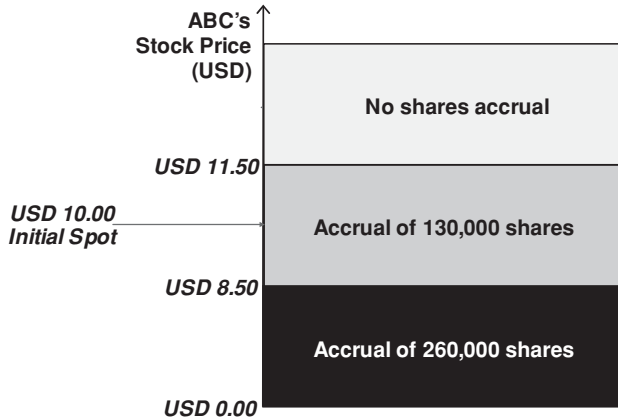 ABC's
Stock Price
(USD)
No shares accrual
USD 11.50
USD 10.00
Initial Spot
Accrual of 130,000 shares
USD 8.50
Accrual of 260,000 shares
USD 0.00